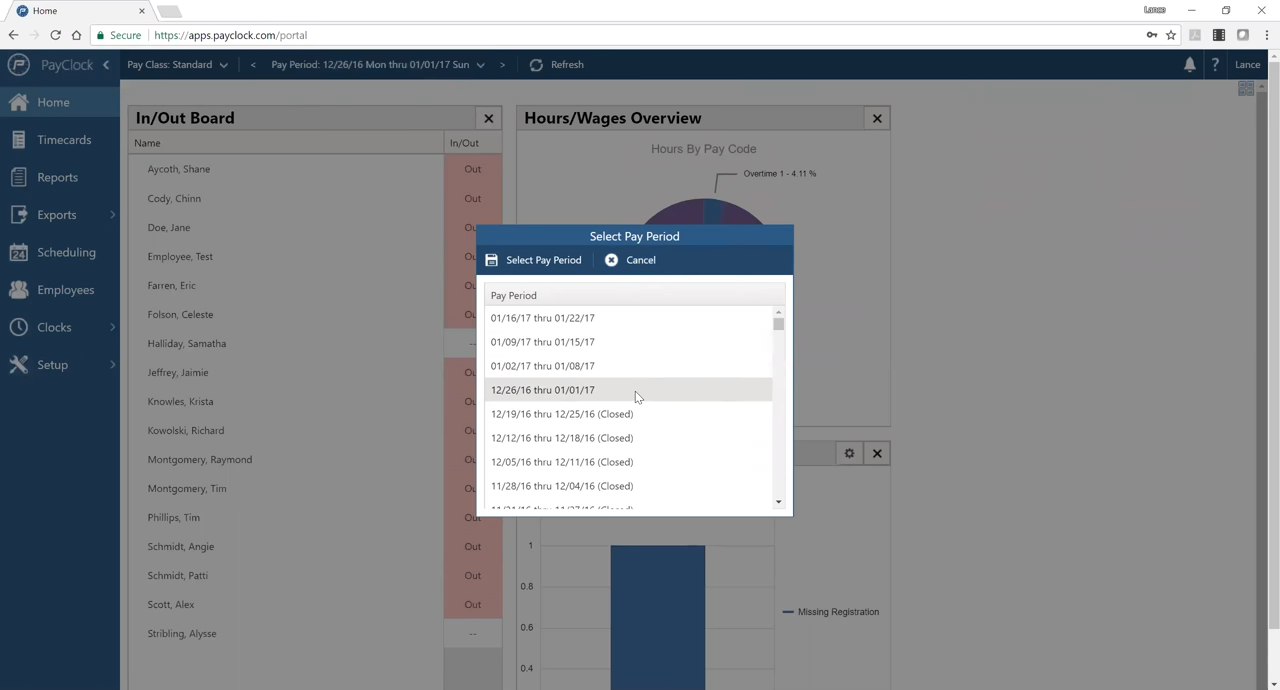 Home
Lance
Secure https://apps.payclock.com/portal
PayClock
Pay Class: Standard
< Pay Period: 12/26/16 Mon thru 01/01/17 Sun >
Refresh
? Lance
Home
Timecards
Reports
Exports
24 Scheduling
Employees
Clocks
Setup
In/Out Board
Name In/Out
Aycoth, Shane Out
Cody, Chinn Out
Doe, Jane
Employee, Test
Farren, Eric
Folson, Celeste
Halliday, Samatha
Jeffrey, Jaimie
Knowles, Krista
Kowolski, Richard
Montgomery, Raymond
Montgomery, Tim
Phillips, Tim
Schmidt, Angie Out
Schmidt, Patti Out
Scott, Alex Out
Stribling, Alysse --
Hours/Wages Overview
Hours By Pay Code
Overtime 1 - 4.11 %
Select Pay Period
Select Pay Period Cancel
Pay Period
01/16/17 thru 01/22/17
01/09/17 thru 01/15/17
01/02/17 thru 01/08/17
12/26/16 thru 01/01/17
12/19/16 thru 12/25/16 (Closed)
12/12/16 thru 12/18/16 (Closed)
12/05/16 thru 12/11/16 (Closed)
11/28/16 thru 12/04/16 (Closed)
1
0.8
0.6
0.4
Missing Registration